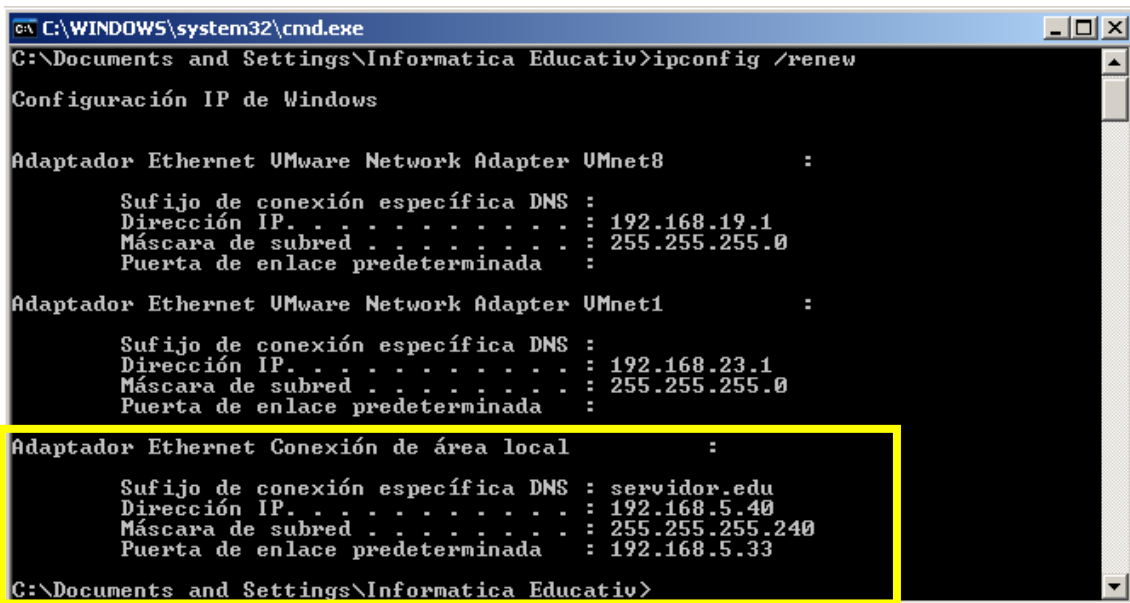 C:\WINDOWS\system32\cmd.exe
C:\Documents and Settings\Informatica Educativ>ipconfig /renew
Configuración IP de Windows
Adaptador Ethernet VMware Network Adapter VMnet8 :
Sufijo de conexión específica DNS :
Dirección IP. . . . . . . . . . . : 192.168.19.1
Máscara de subred . . . . . . . . : 255.255.255.0
Puerta de enlace predeterminada :
Adaptador Ethernet VMware Network Adapter VMnet1 :
Sufijo de conexión específica DNS :
Dirección IP. . . . . . . . . . . : 192.168.23.1
Máscara de subred . . . . . . . . : 255.255.255.0
Puerta de enlace predeterminada :
Adaptador Ethernet Conexión de área local :
Sufijo de conexión específica DNS : servidor.edu
Dirección IP. . . . . . . . . . . : 192.168.5.40
Máscara de subred . . . . . . . . : 255.255.255.240
Puerta de enlace predeterminada : 192.168.5.33
C:\Documents and Settings\Informatica Educativ>